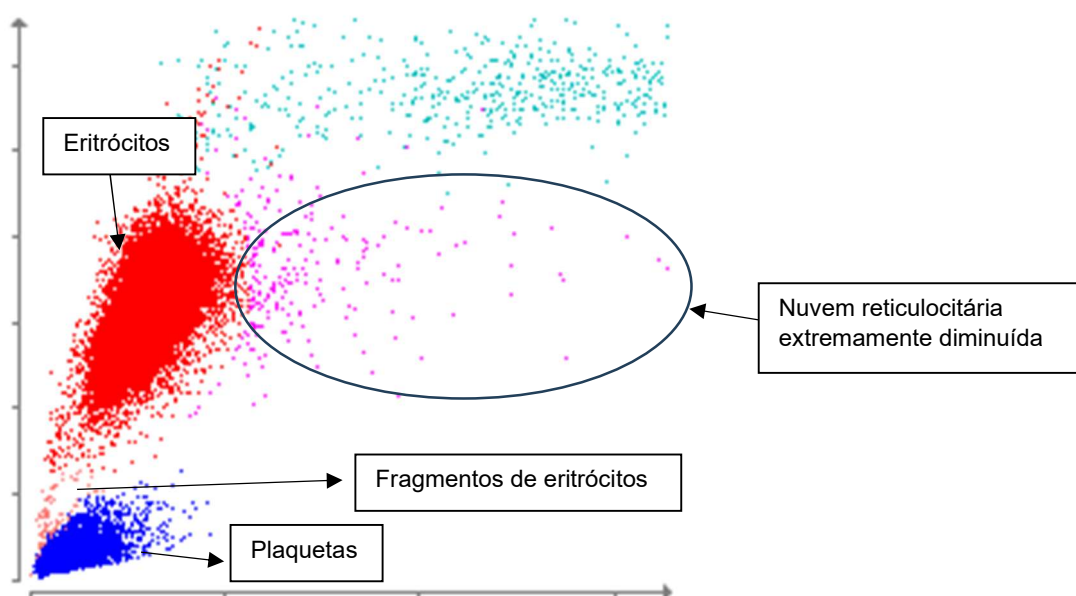 Eritrócitos
Nuvem reticulocitária
extremamente diminuída
Fragmentos de eritrócitos
Plaquetas